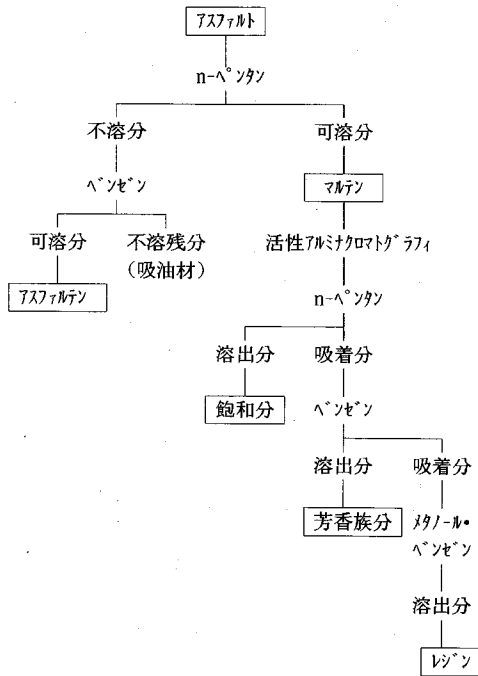 ｱｽﾌｧﾙﾄ
n-ﾍﾟﾝﾀﾝ
不溶分 可溶分
ﾍﾞﾝｾﾞﾝ ﾏﾙﾃﾝ
可溶分 不溶残分 活性ｱﾙﾐﾅｸﾛﾏﾄｸﾞﾗﾌｨ
(吸油材)
ｱｽﾌｧﾙﾃﾝ n-ﾍﾟﾝﾀﾝ
溶出分 吸着分
飽和分 ﾍﾞﾝｾﾞﾝ
溶出分 吸着分
芳香族分 ﾒﾀﾉｰﾙ•
ﾍﾞﾝｾﾞﾝ
溶出分
ﾚｼﾞﾝ